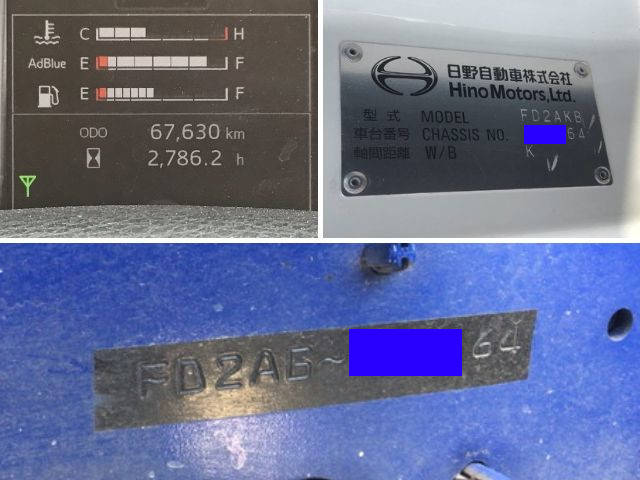 C H
AdBlue E F
E F
ODO 67,630 km
2,786.2 h
日野自動車株式会社
Hino Motors, Ltd.
型式 MODEL FD2AKB
車台番号 CHASSIS NO. 64
軸間距離 W/B K
FD2AG~ 64